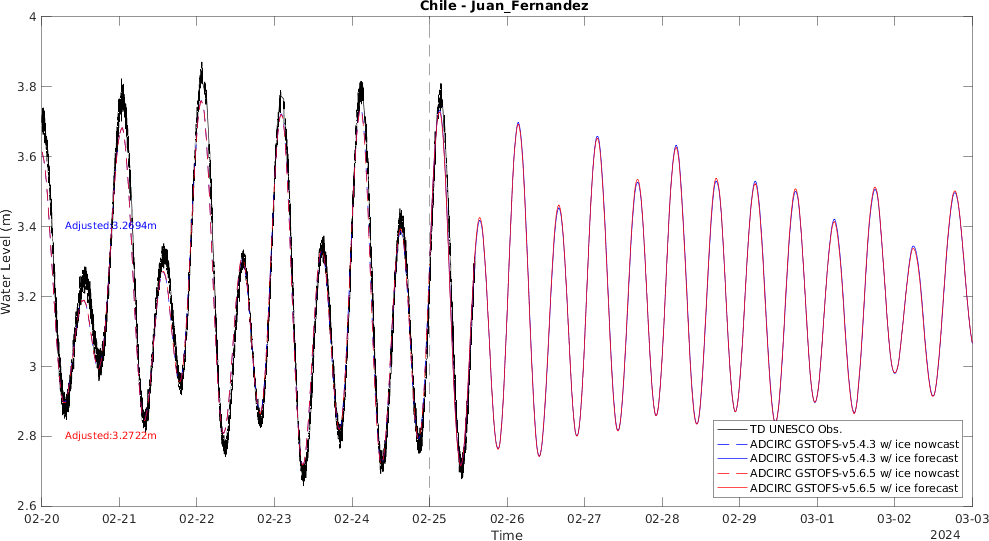 Chile - Juan_Fernandez
4
3.8
3.6
3.4
3.2
3
2.8
2.6
Water Level (m)
Adjusted:3.2694m
Adjusted:3.2722m
TD UNESCO Obs.
ADCIRC GSTOFS-v5.4.3 w/ ice nowcast
ADCIRC GSTOFS-v5.4.3 w/ ice forecast
ADCIRC GSTOFS-v5.6.5 w/ ice nowcast
ADCIRC GSTOFS-v5.6.5 w/ ice forecast
02-20 02-21 02-22 02-23 02-24 02-25 02-26 02-27 02-28 02-29 03-01 03-02 03-03
Time
2024